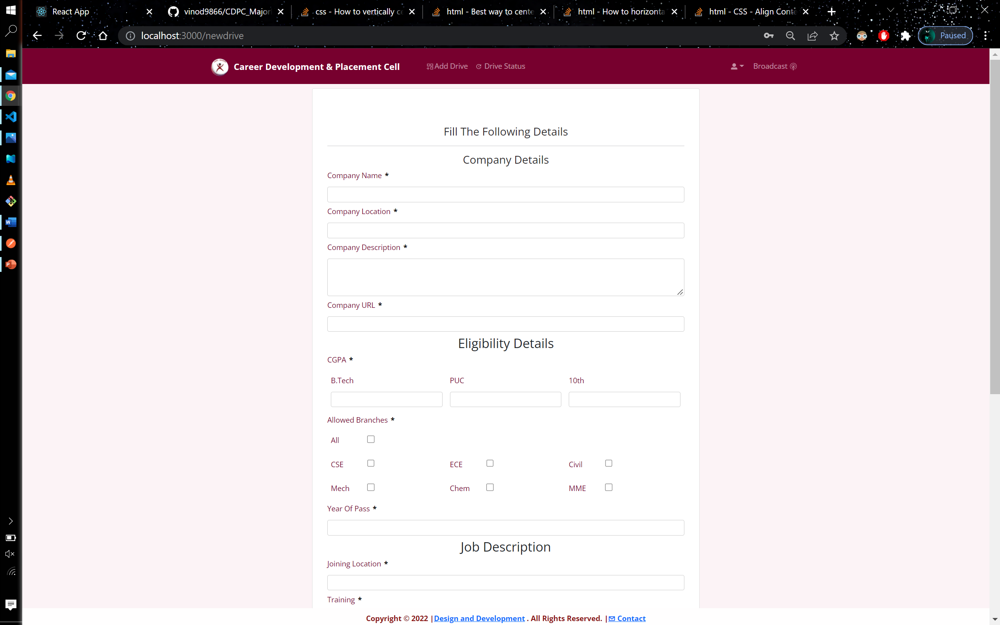 React App
vinod9866/CDPC_Major
css - How to vertically ce
html - Best way to cente
html - How to horizonta
html - CSS - Align Conte
localhost:3000/newdrive
Paused
Career Development & Placement Cell
Add Drive
Drive Status
Broadcast
Fill The Following Details
Company Details
Company Name *
Company Location *
Company Description *
Company URL *
Eligibility Details
CGPA *
B.Tech PUC 10th
Allowed Branches *
All
CSE ECE Civil
Mech Chem MME
Year Of Pass *
Job Description
Joining Location *
Training *
Copyright © 2022 |Design and Development . All Rights Reserved. | Contact